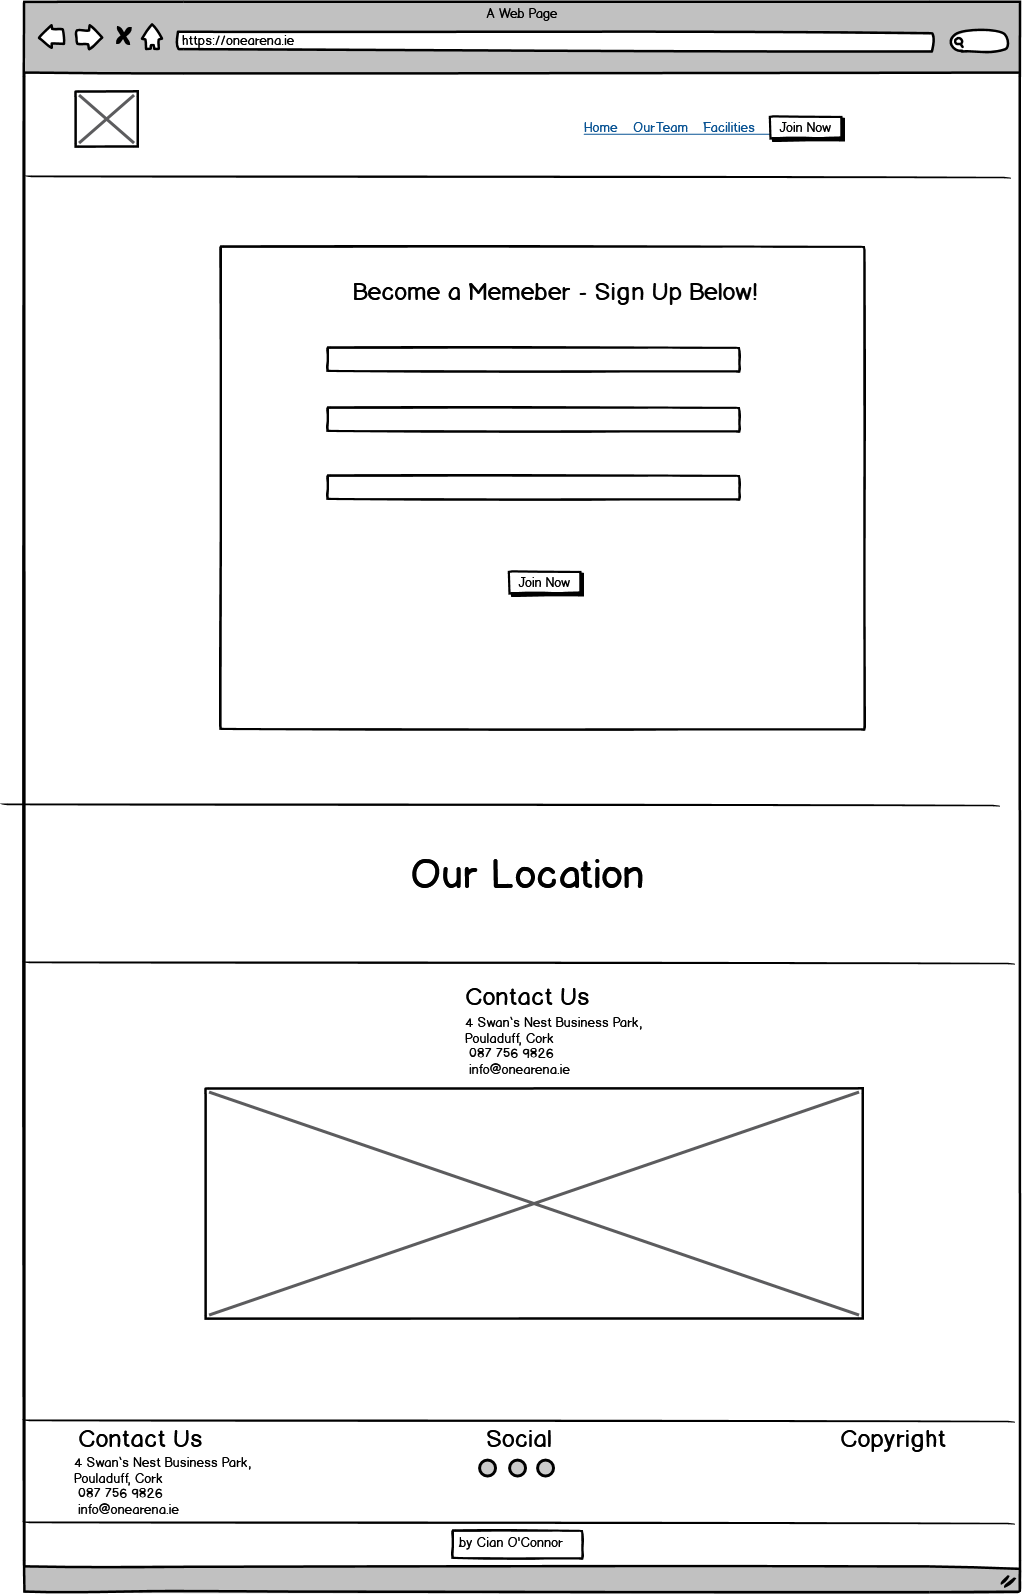 A Web Page
https://onearena.ie
Home OurTeam Facilities Join Now
Become a Memeber - Sign Up Below!
Join Now
Our Location
Contact Us
4 Swan`s Nest Business Park,
Pouladuff, Cork
087 756 9826
info@onearena.ie
Contact Us
4 Swan`s Nest Business Park,
Pouladuff, Cork
087 756 9826
info@onearena.ie
Social
Copyright
by Cian O'Connor